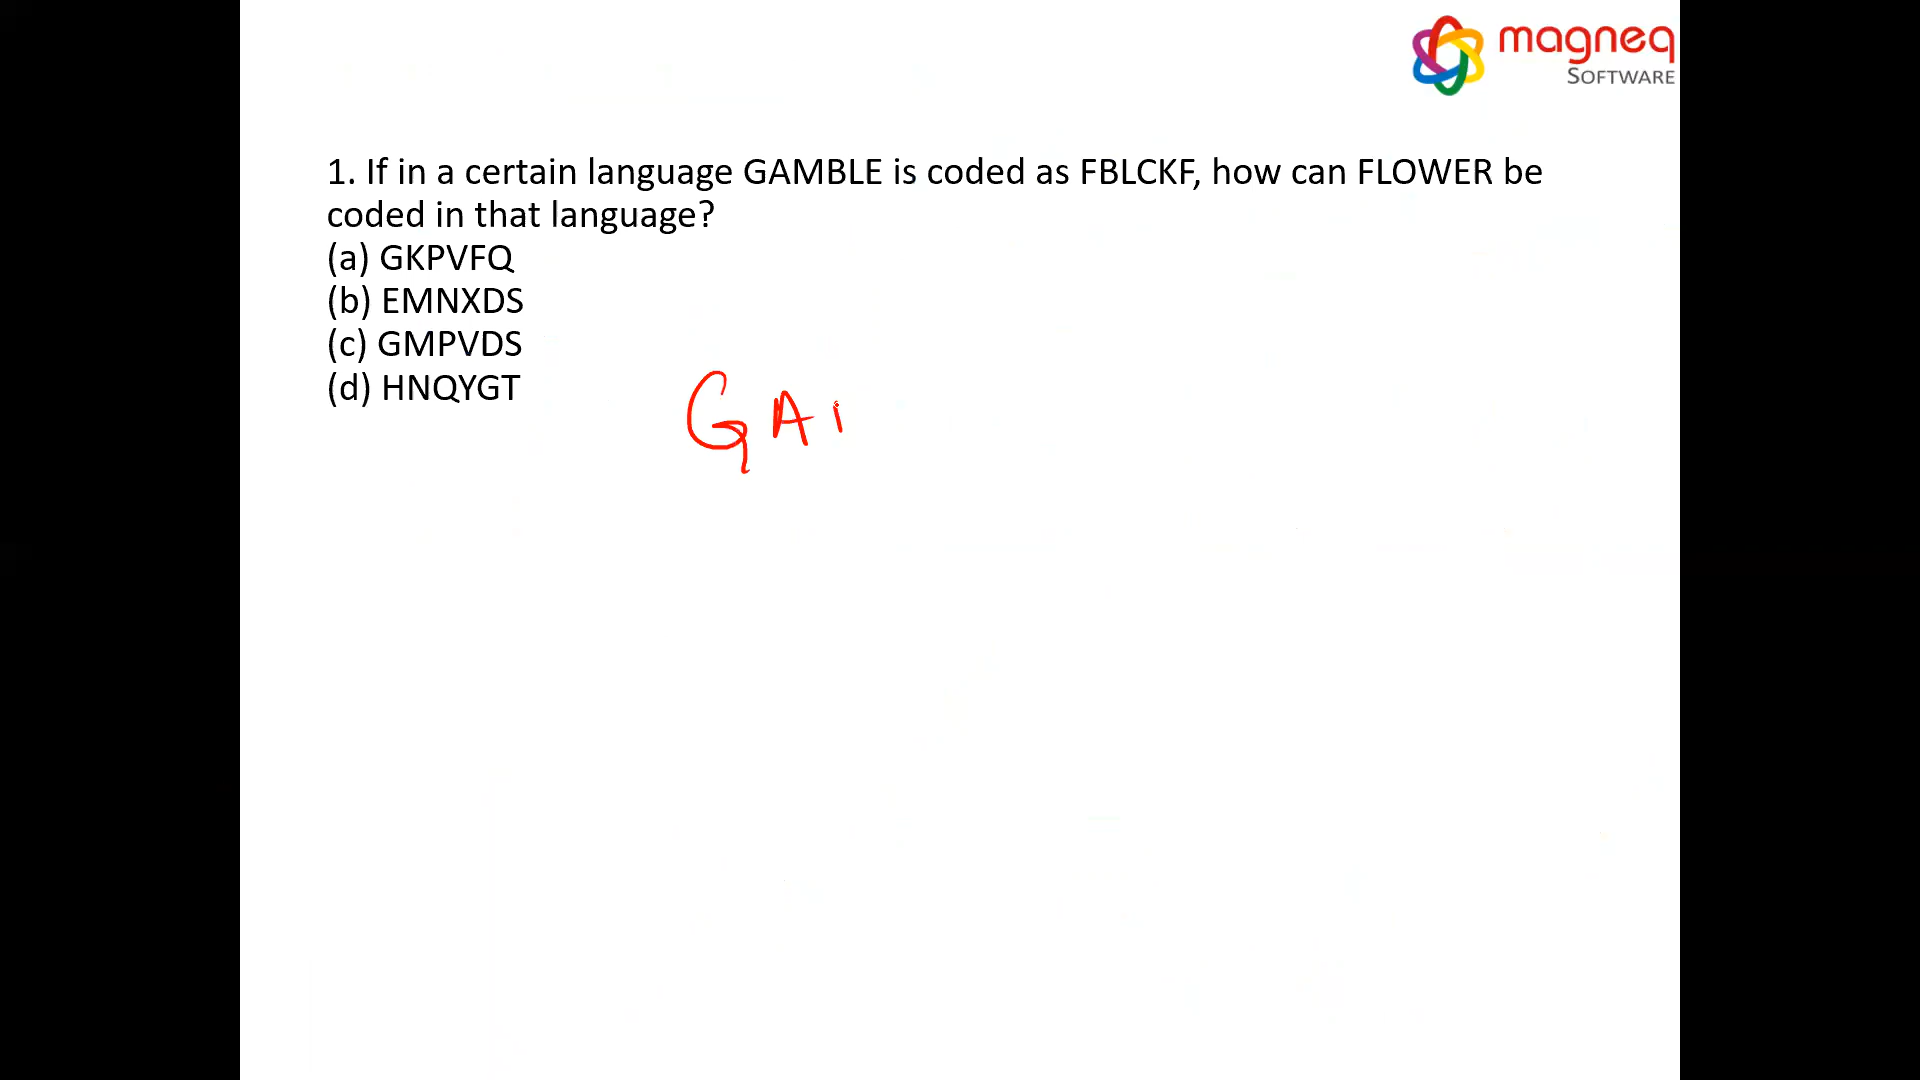 magneq
SOFTWARE
1. If in a certain language GAMBLE is coded as FBLCKF, how can FLOWER be
coded in that language?
(a) GKPVFQ
(b) EMNXDS
(c) GMPVDS
(d) HNQYGT
GA